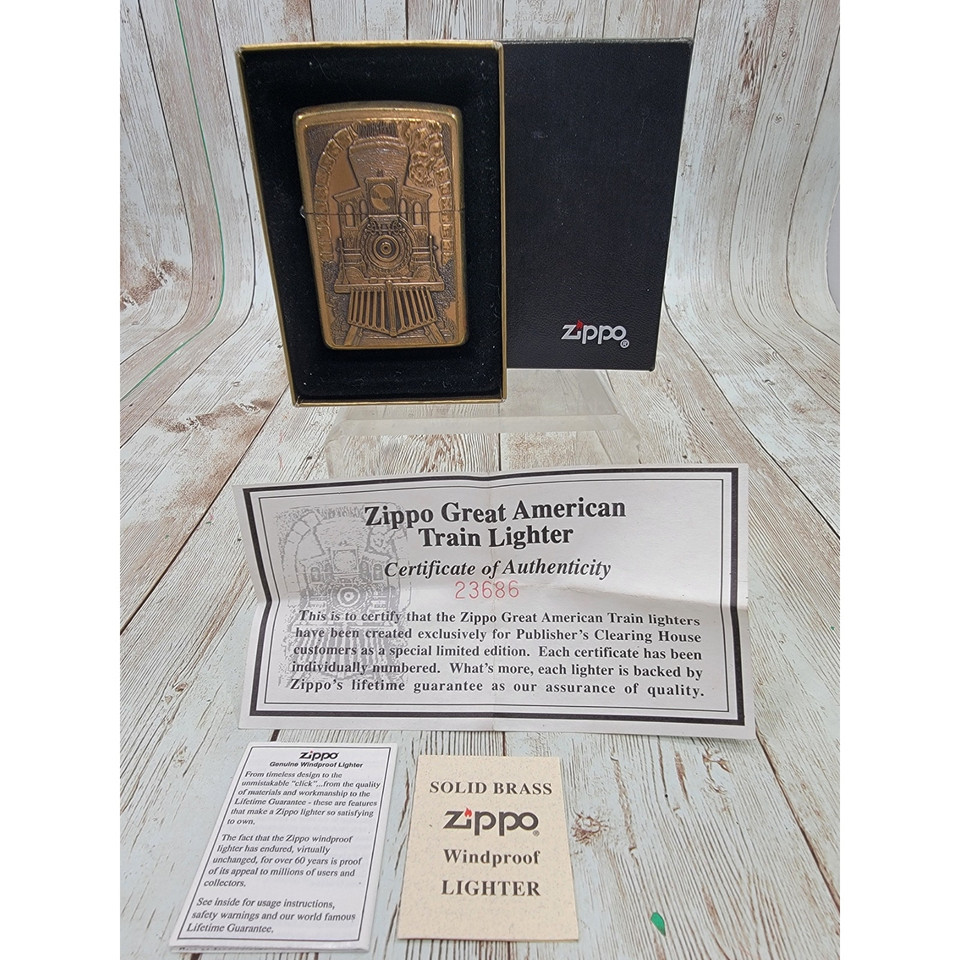 Zippo®
Zippo Great American
Train Lighter
Certificate of Authenticity
23686
This is to certify that the Zippo Great American Train lighters
have been created exclusively for Publisher's Clearing House
customers as a special limited edition. Each certificate has been
individually numbered. What's more, each lighter is backed by
Zippo's lifetime guarantee as our assurance of quality.
Zippo
Genuine Windproof Lighter
From timeless design to the
unmistakable "click"...from the quality
of materials and workmanship to the
Lifetime Guarantee - these are features
that make a Zippo lighter so satisfying
to own.
The fact that the Zippo windproof
lighter has endured, virtually
unchanged, for over 60 years is proof
of its appeal to millions of users and
collectors.
See inside for usage instructions,
safety warnings and our world famous
Lifetime Guarantee.
SOLID BRASS
Zippo®
Windproof
LIGHTER